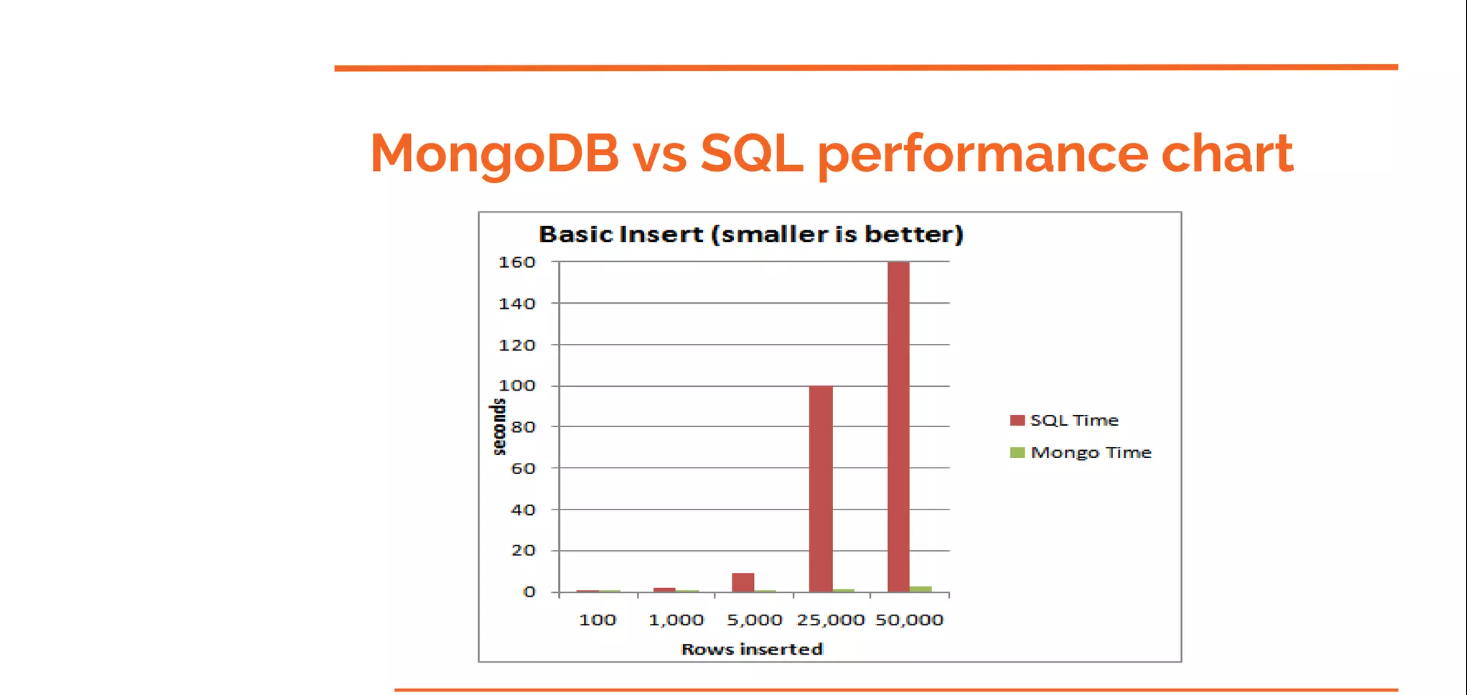 MongoDB vs SQL performance chart
Basic Insert (smaller is better)
160
140
120
100
80
60
40
20
0
seconds
SQL Time
Mongo Time
100 1,000 5,000 25,000 50,000
Rows inserted